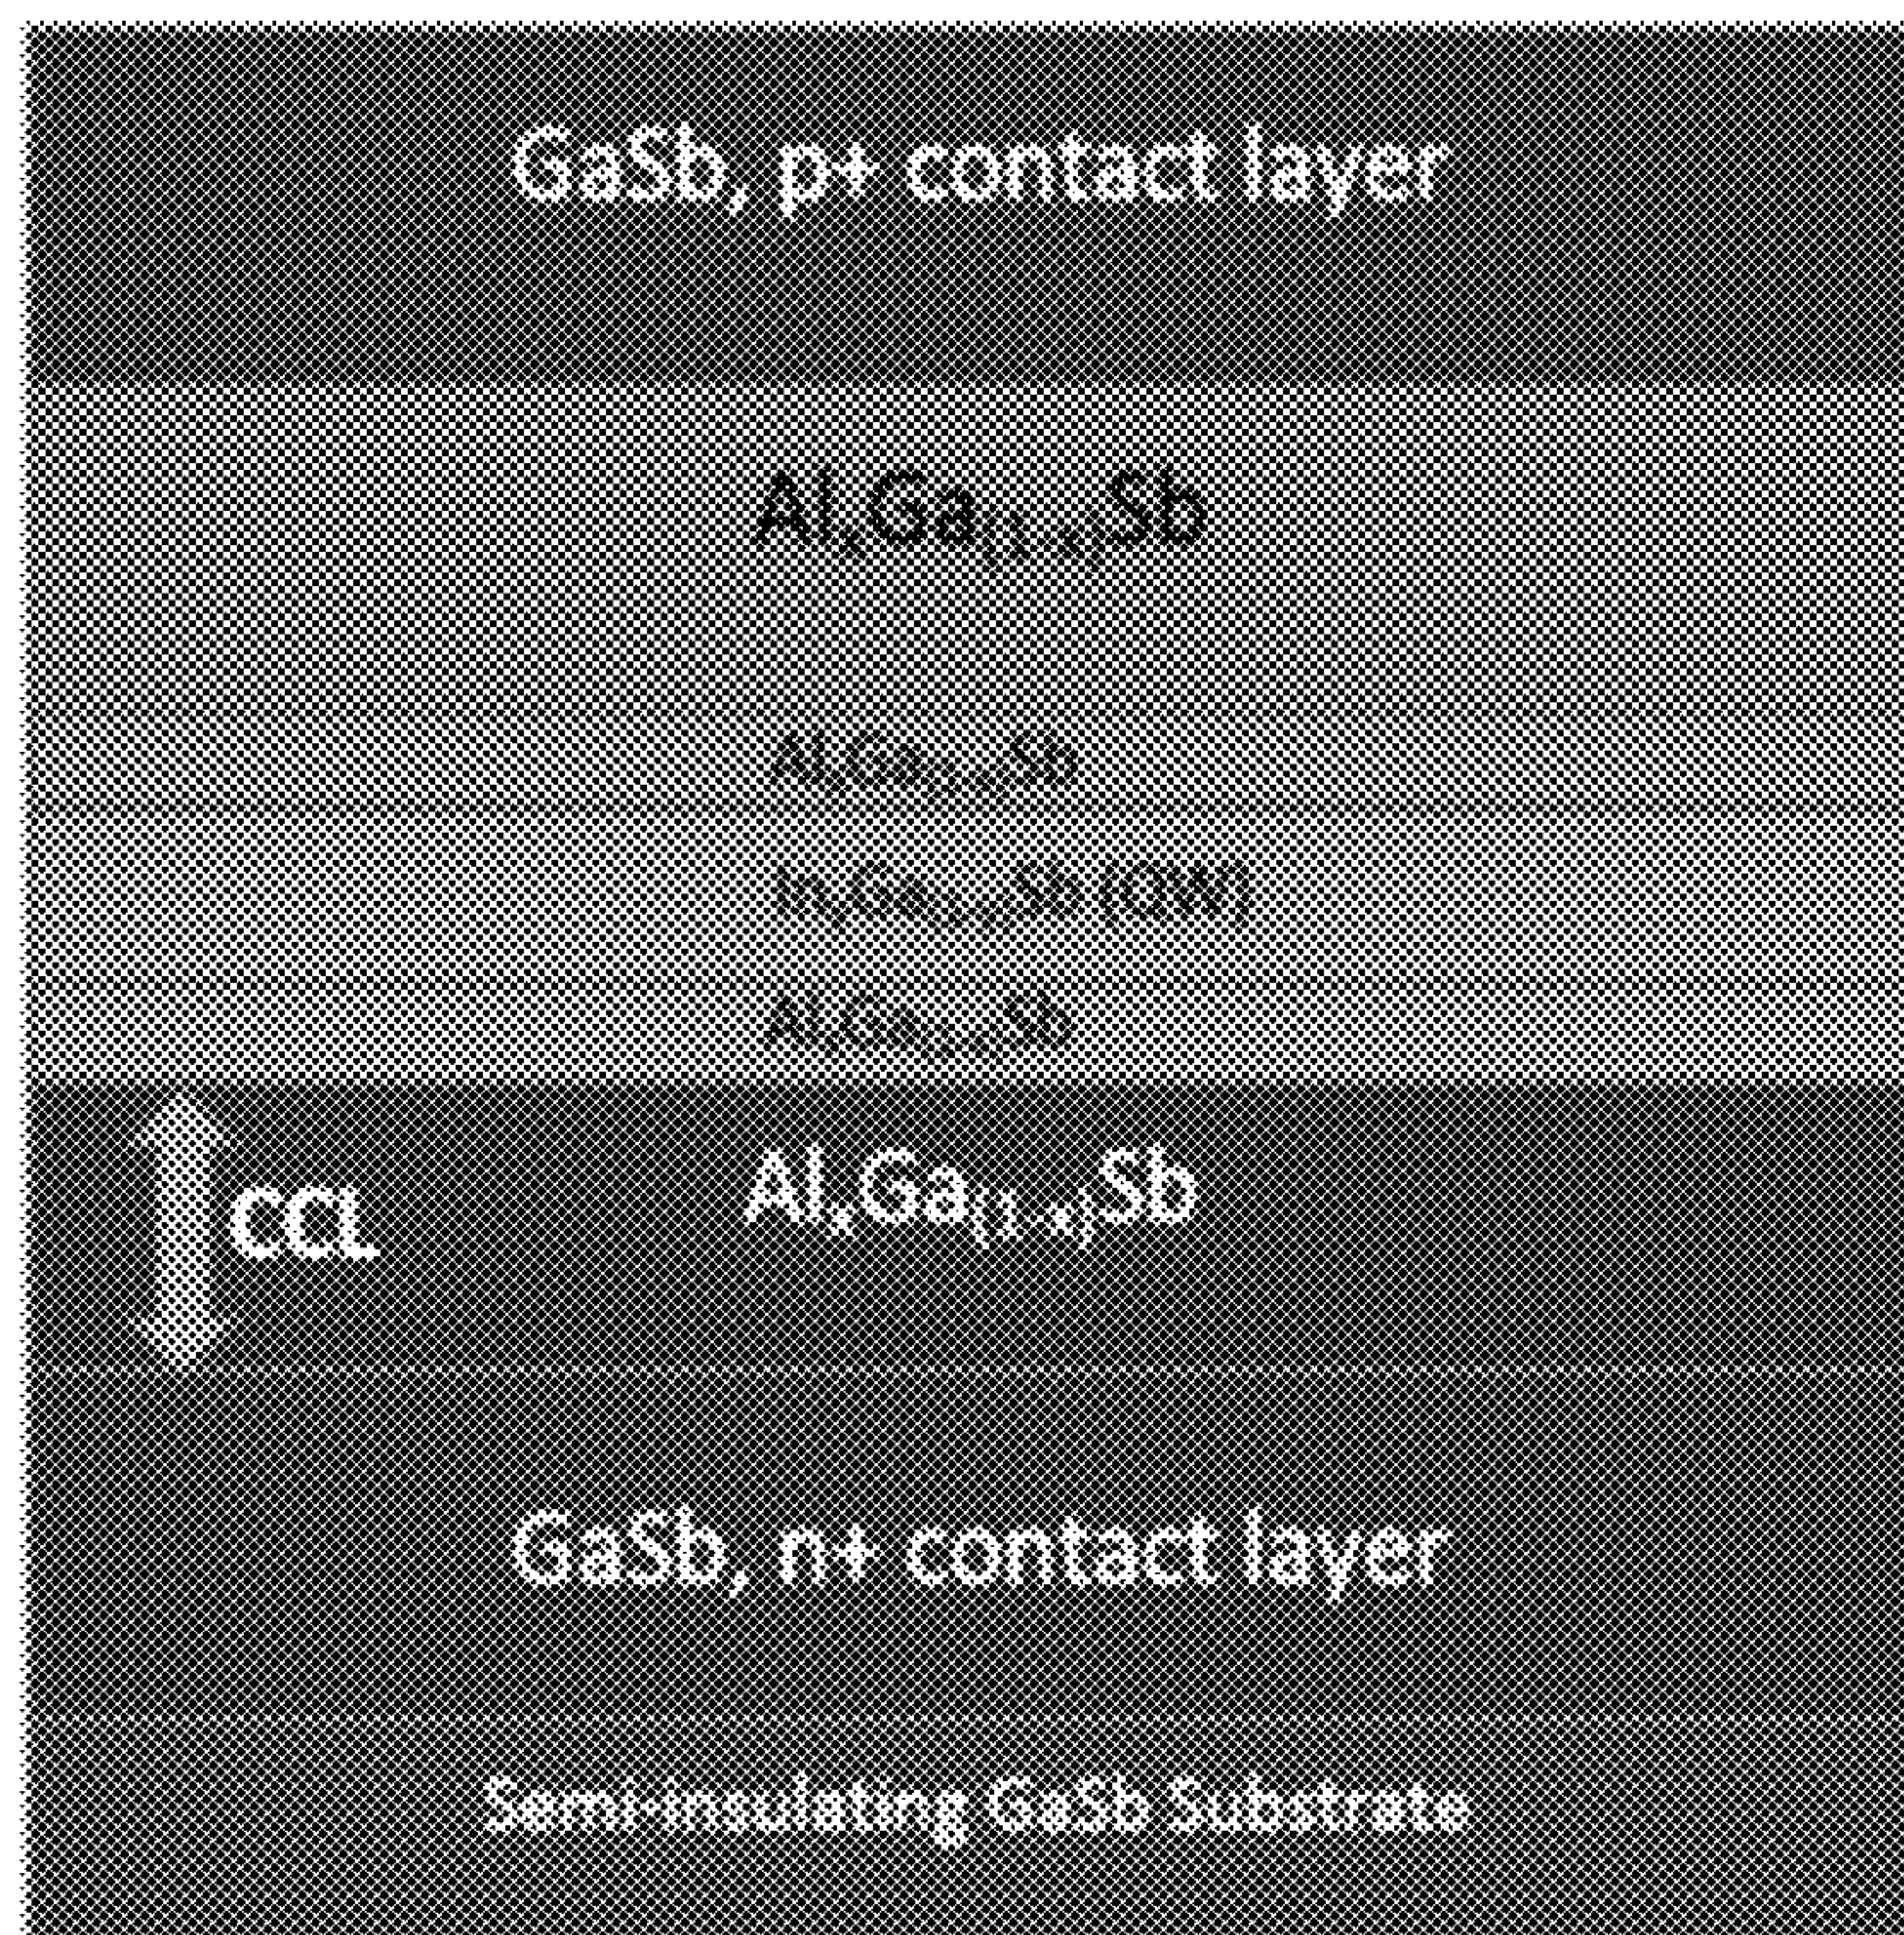 GaSb, p+ contact layer
AlₓGa₍₁₋ₓ₎Sb
AlₓGa₍₁₋ₓ₎Sb
InₓGa₍₁₋ₓ₎Sb (QW)
AlₓGa₍₁₋ₓ₎Sb
AlₓGa₍₁₋ₓ₎Sb
CCL
GaSb, n+ contact layer
Semi-insulating GaSb Substrate